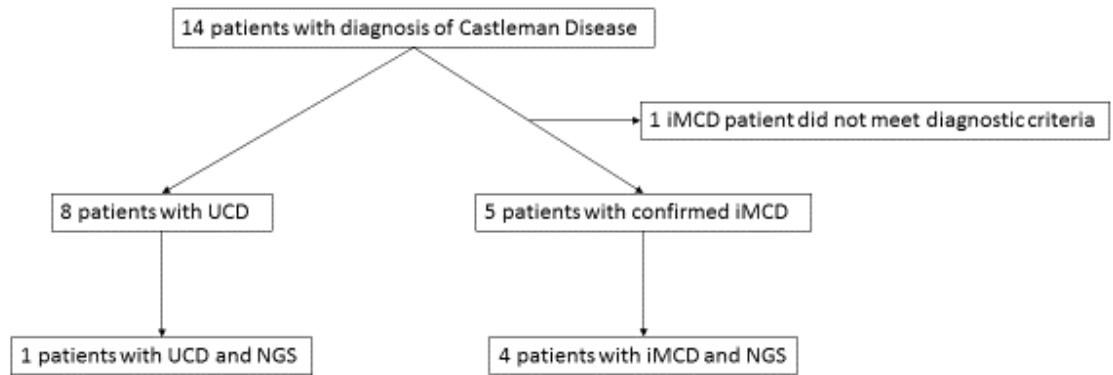 14 patients with diagnosis of Castleman Disease
1 iMCD patient did not meet diagnostic criteria
8 patients with UCD
5 patients with confirmed iMCD
1 patients with UCD and NGS
4 patients with iMCD and NGS